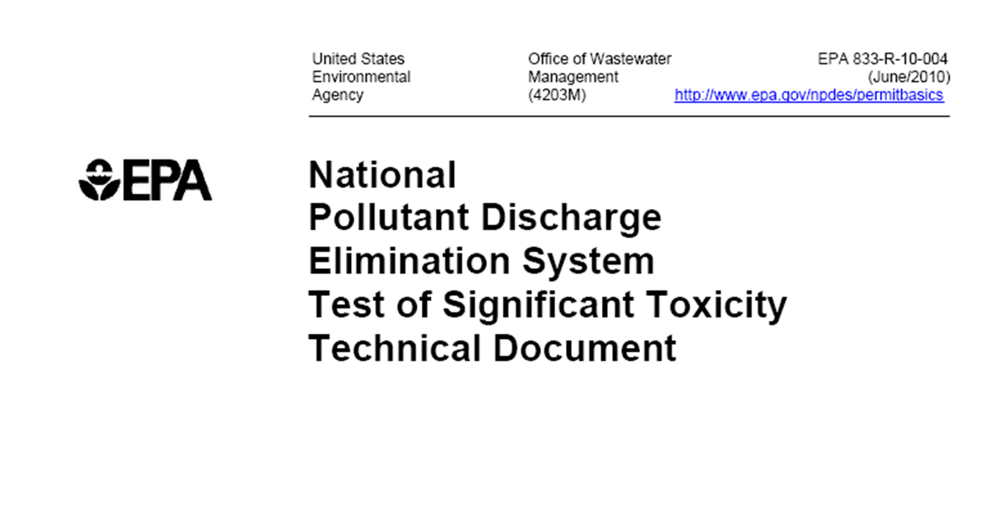 United States
Environmental
Agency
Office of Wastewater
Management
(4203M)
EPA 833-R-10-004
(June/2010)
http://www.epa.gov/npdes/permitbasics
EPA
National
Pollutant Discharge
Elimination System
Test of Significant Toxicity
Technical Document